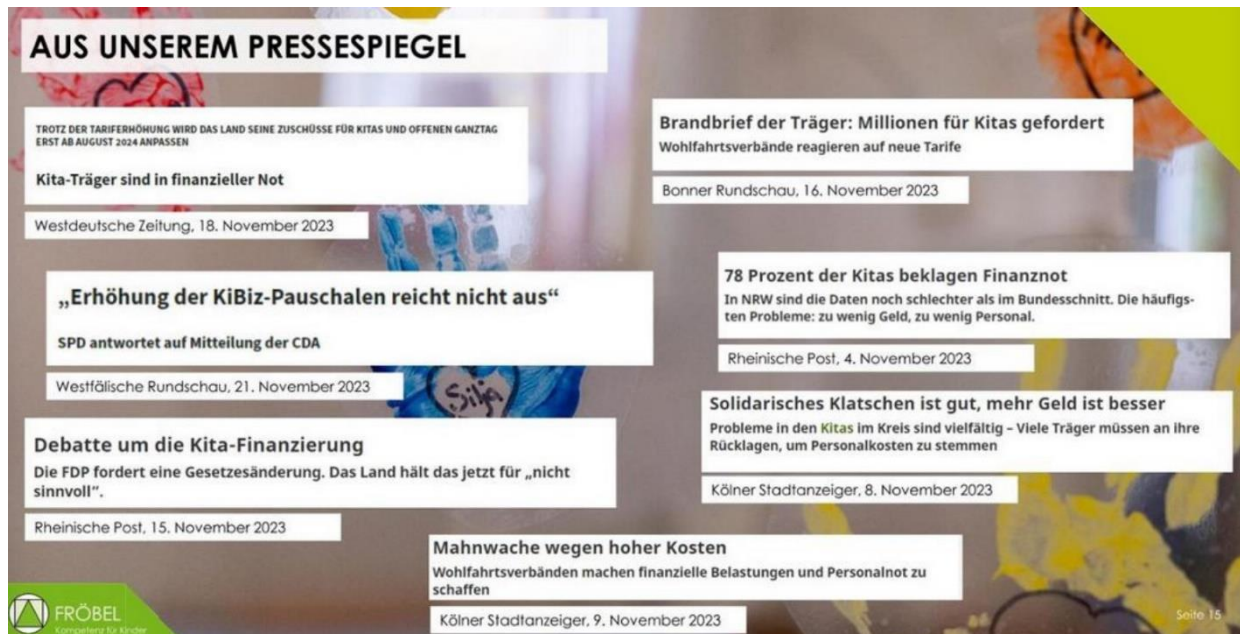 AUS UNSEREM PRESSESPIEGEL
TROTZ DER TARIFERHÖHUNG WIRD DAS LAND SEINE ZUSCHÜSSE FÜR KITAS UND OFFENEN GANZTAG
ERST AB AUGUST 2024 ANPASSEN
Kita-Träger sind in finanzieller Not
Westdeutsche Zeitung, 18. November 2023
„Erhöhung der KiBiz-Pauschalen reicht nicht aus“
SPD antwortet auf Mitteilung der CDA
Westfälische Rundschau, 21. November 2023
Silja
Debatte um die Kita-Finanzierung
Die FDP fordert eine Gesetzesänderung. Das Land hält das jetzt für „nicht
sinnvoll“.
Rheinische Post, 15. November 2023
Brandbrief der Träger: Millionen für Kitas gefordert
Wohlfahrtsverbände reagieren auf neue Tarife
Bonner Rundschau, 16. November 2023
78 Prozent der Kitas beklagen Finanznot
In NRW sind die Daten noch schlechter als im Bundesschnitt. Die häufigs-
ten Probleme: zu wenig Geld, zu wenig Personal.
Rheinische Post, 4. November 2023
Solidarisches Klatschen ist gut, mehr Geld ist besser
Probleme in den Kitas im Kreis sind vielfältig – Viele Träger müssen an ihre
Rücklagen, um Personalkosten zu stemmen
Kölner Stadtanzeiger, 8. November 2023
Mahnwache wegen hoher Kosten
Wohlfahrtsverbänden machen finanzielle Belastungen und Personalnot zu
schaffen
Kölner Stadtanzeiger, 9. November 2023
FRÖBEL
Kompetenz für Kinder
Seite 15